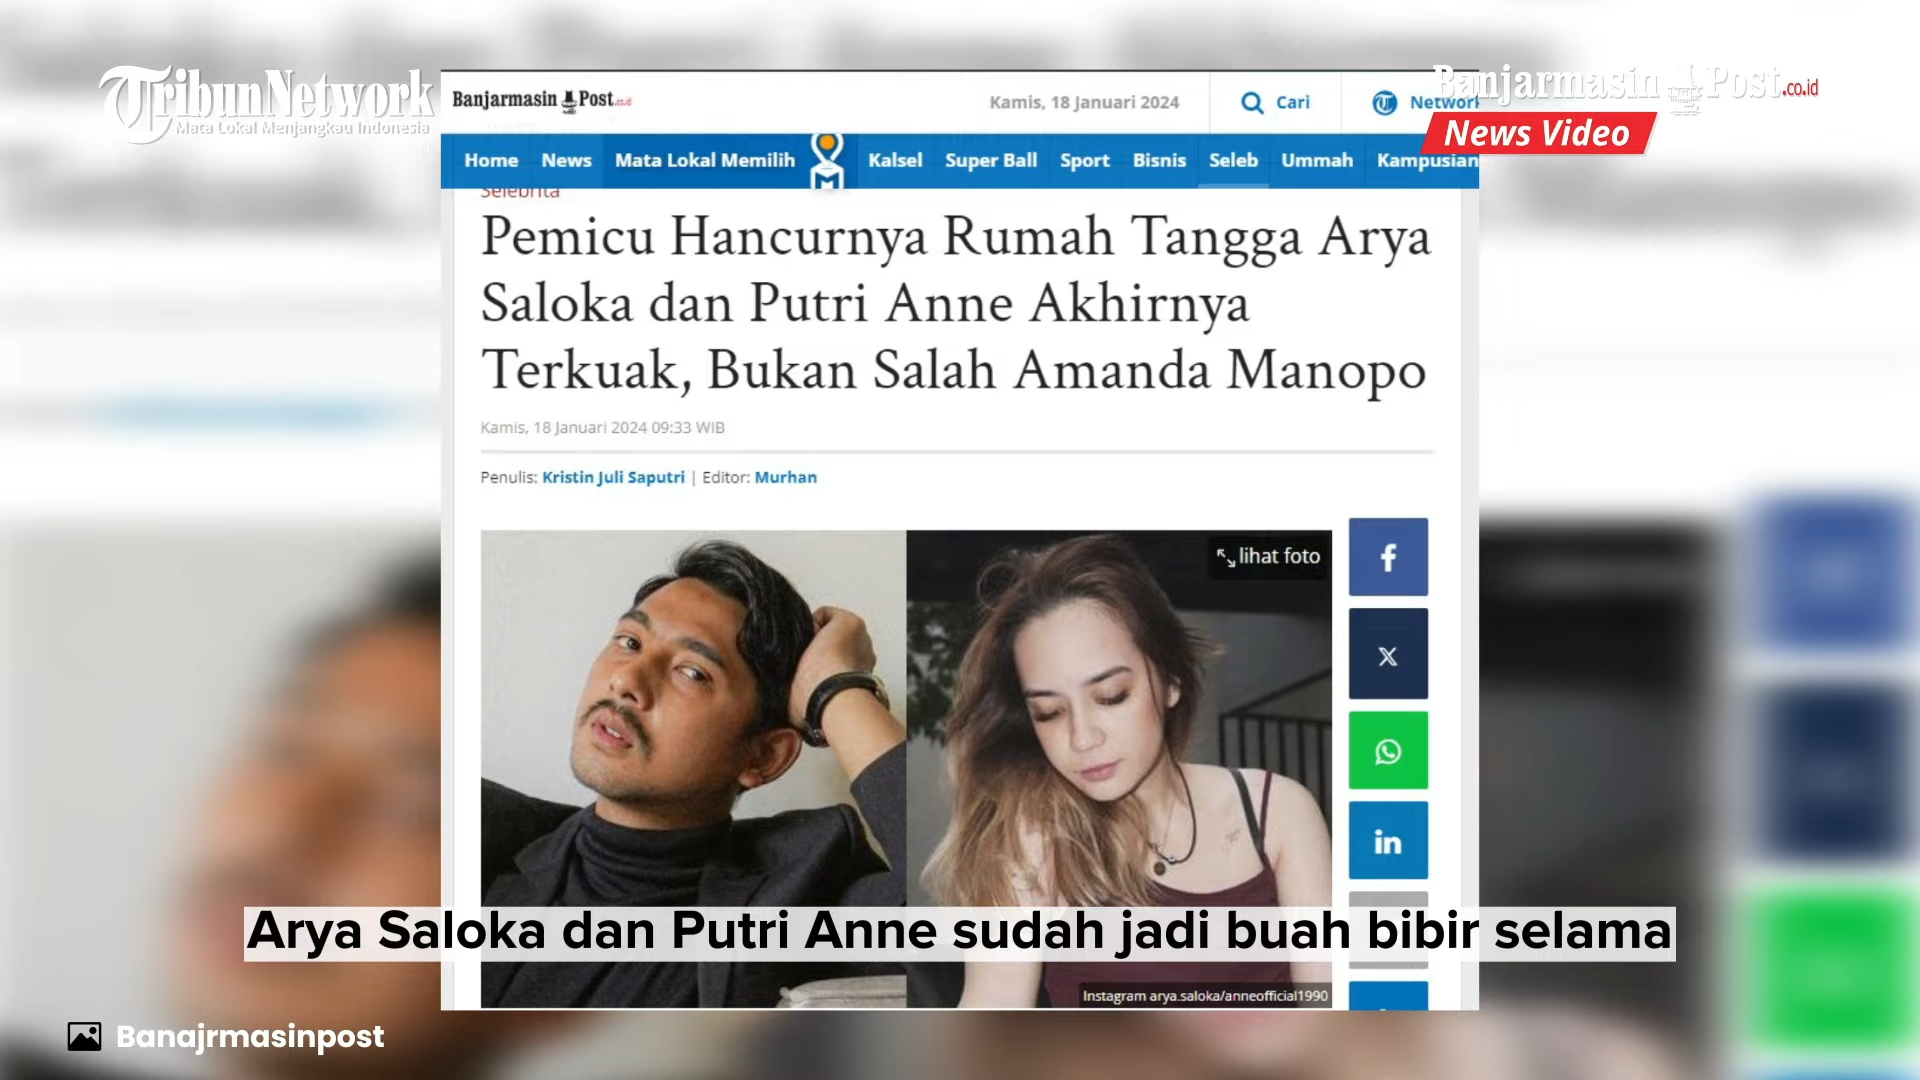 TribunNetwork
Mata Lokal Menjangkau Indonesia
Banjarmasin Post.co.id
News Video
Banjarmasin Post.co.id
Kamis, 18 Januari 2024
Cari
Network
Home News Mata Lokal Memilih Kalsel Super Ball Sport Bisnis Seleb Ummah Kampusiana
Selebrita
Pemicu Hancurnya Rumah Tangga Arya
Saloka dan Putri Anne Akhirnya
Terkuak, Bukan Salah Amanda Manopo
Kamis, 18 Januari 2024 09:33 WIB
Penulis: Kristin Juli Saputri | Editor: Murhan
lihat foto
Instagram arya.saloka/anneofficial1990
Arya Saloka dan Putri Anne sudah jadi buah bibir selama
Banajrmasinpost